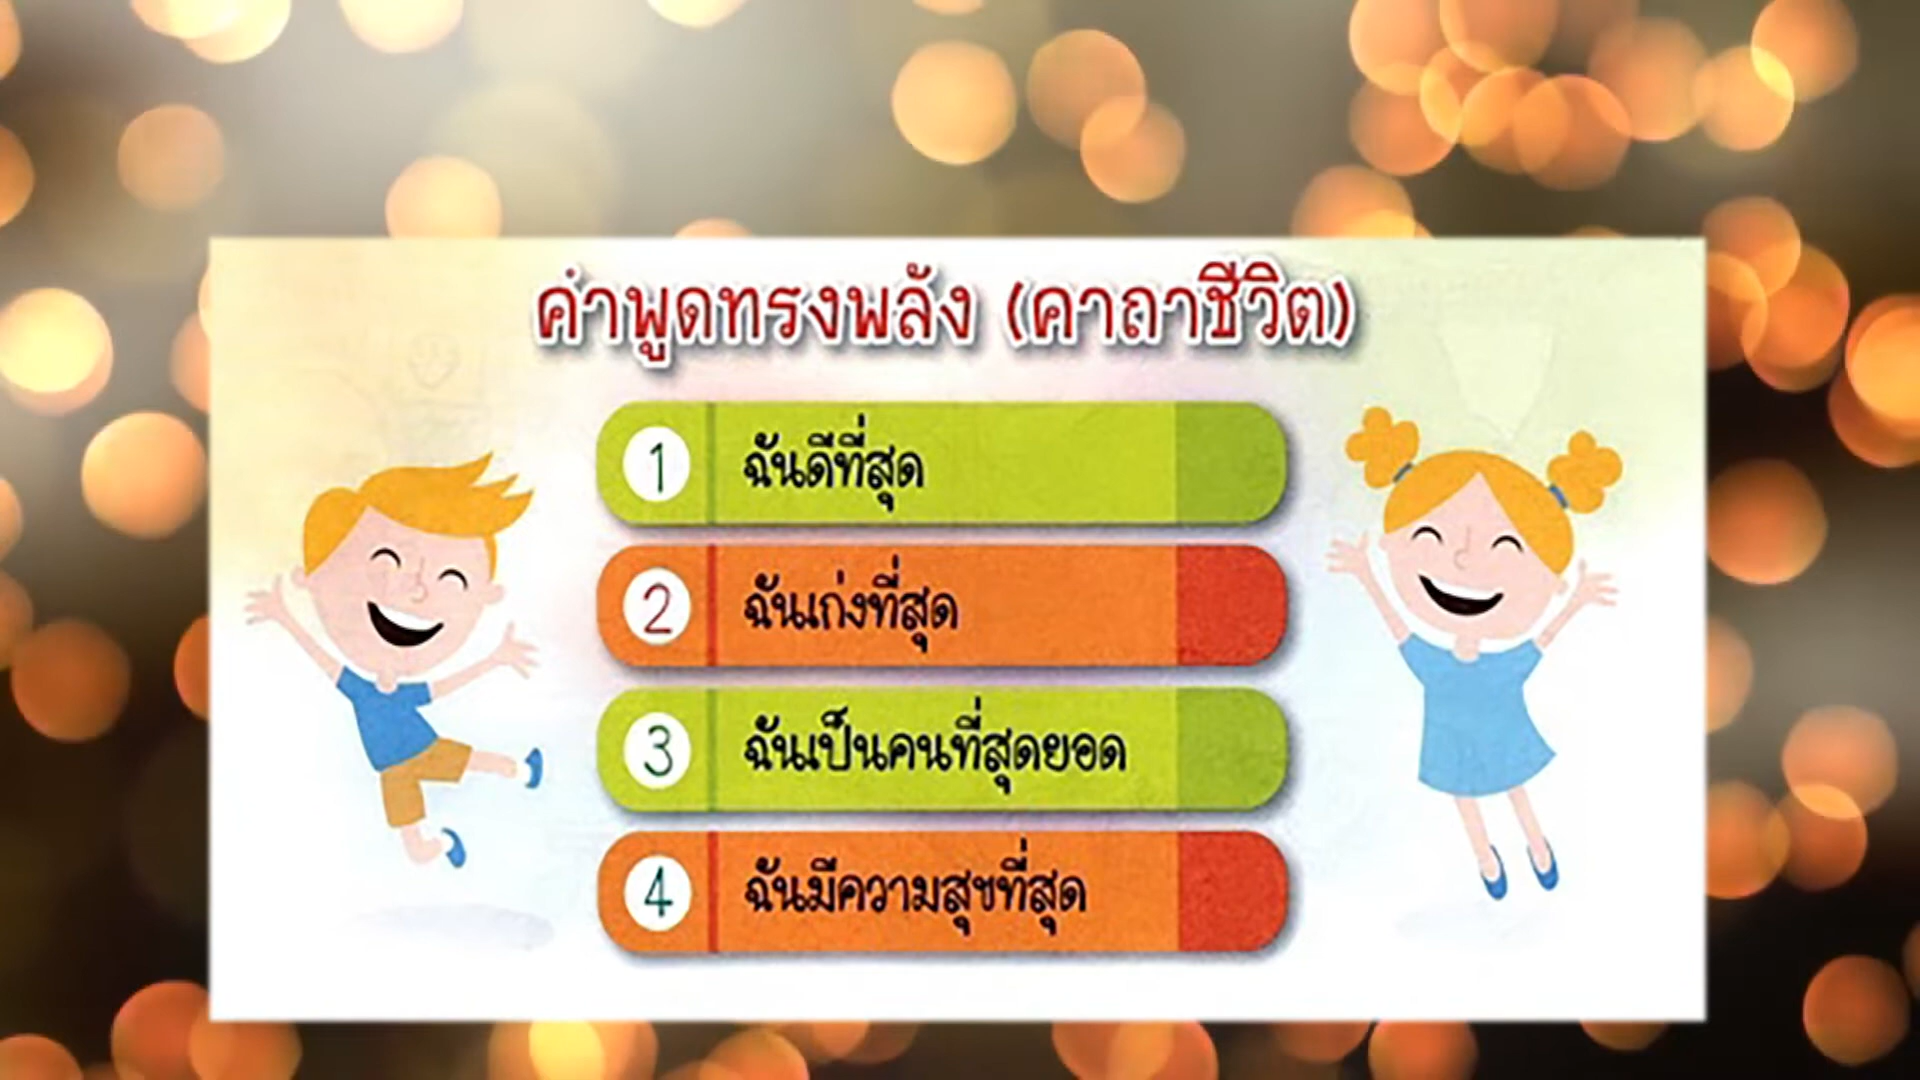 คำพูดทรงพลัง (คาถาชีวิต)
1 ฉันดีที่สุด
2 ฉันเก่งที่สุด
3 ฉันเป็นคนที่สุดยอด
4 ฉันมีความสุขที่สุด